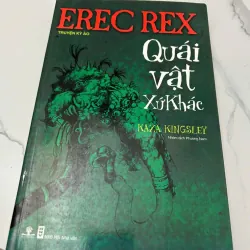 EREC REX
TRUYỆN KỲ ẢO
Quái
vật
Xứ Khác
KAZA KINGSLEY